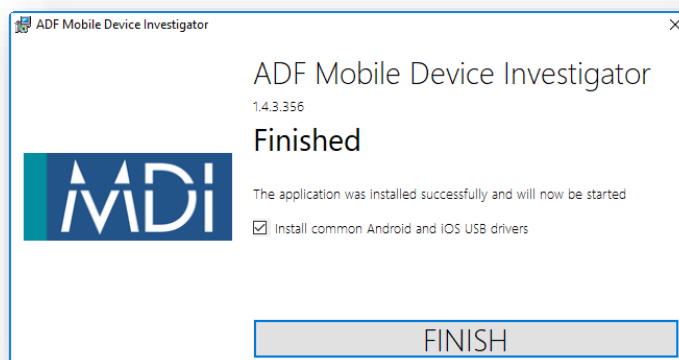 ADF Mobile Device Investigator
ADF Mobile Device Investigator
1.4.3.356
Finished
MDI
The application was installed successfully and will now be started
Install common Android and iOS USB drivers
FINISH